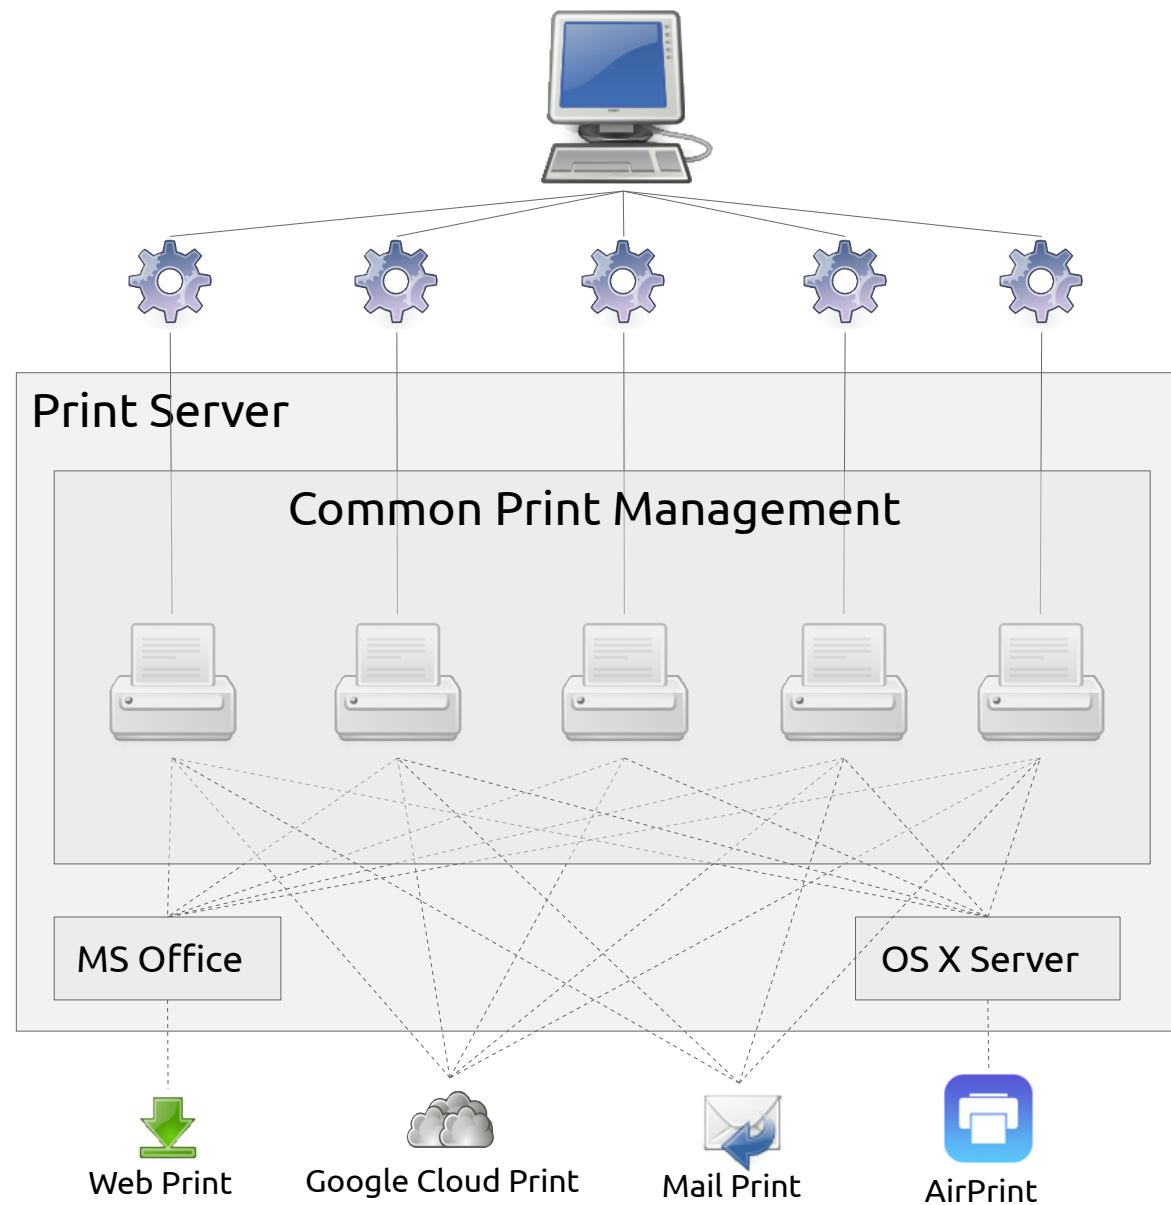 Print Server
Common Print Management
MS Office
OS X Server
Web Print
Google Cloud Print
Mail Print
AirPrint